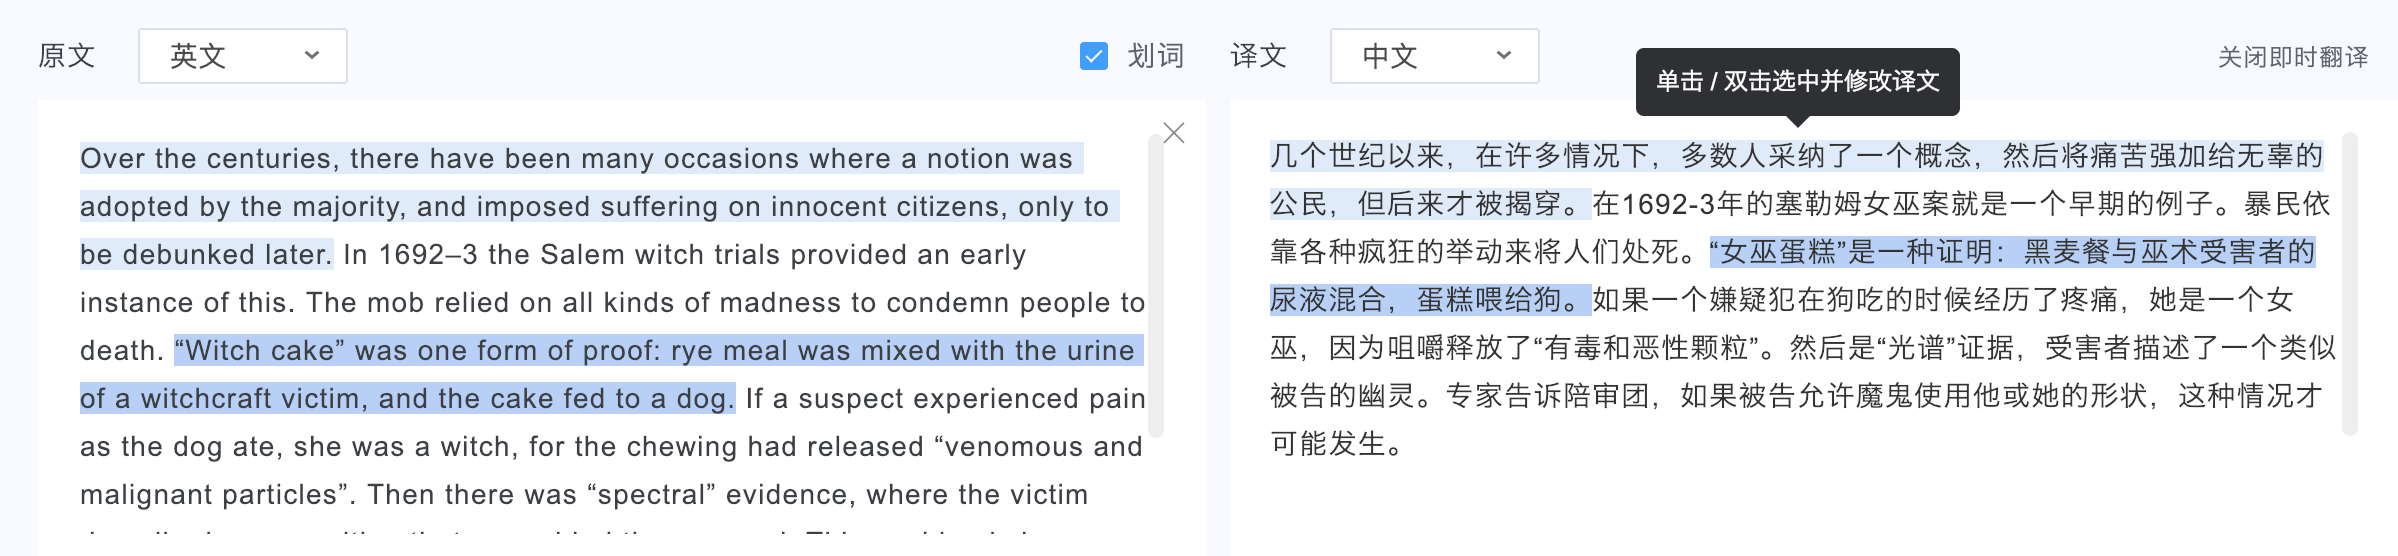 原文
英文
划词
译文
中文
单击 / 双击选中并修改译文
关闭即时翻译
Over the centuries, there have been many occasions where a notion was
adopted by the majority, and imposed suffering on innocent citizens, only to
be debunked later. In 1692–3 the Salem witch trials provided an early
instance of this. The mob relied on all kinds of madness to condemn people to
death. “Witch cake” was one form of proof: rye meal was mixed with the urine
of a witchcraft victim, and the cake fed to a dog. If a suspect experienced pain
as the dog ate, she was a witch, for the chewing had released “venomous and
malignant particles”. Then there was “spectral” evidence, where the victim
几个世纪以来，在许多情况下，多数人采纳了一个概念，然后将痛苦强加给无辜的
公民，但后来才被揭穿。在1692-3年的塞勒姆女巫案就是一个早期的例子。暴民依
靠各种疯狂的举动来将人们处死。“女巫蛋糕”是一种证明：黑麦餐与巫术受害者的
尿液混合，蛋糕喂给狗。如果一个嫌疑犯在狗吃的时候经历了疼痛，她是一个女
巫，因为咀嚼释放了“有毒和恶性颗粒”。然后是“光谱”证据，受害者描述了一个类似
被告的幽灵。专家告诉陪审团，如果被告允许魔鬼使用他或她的形状，这种情况才
可能发生。